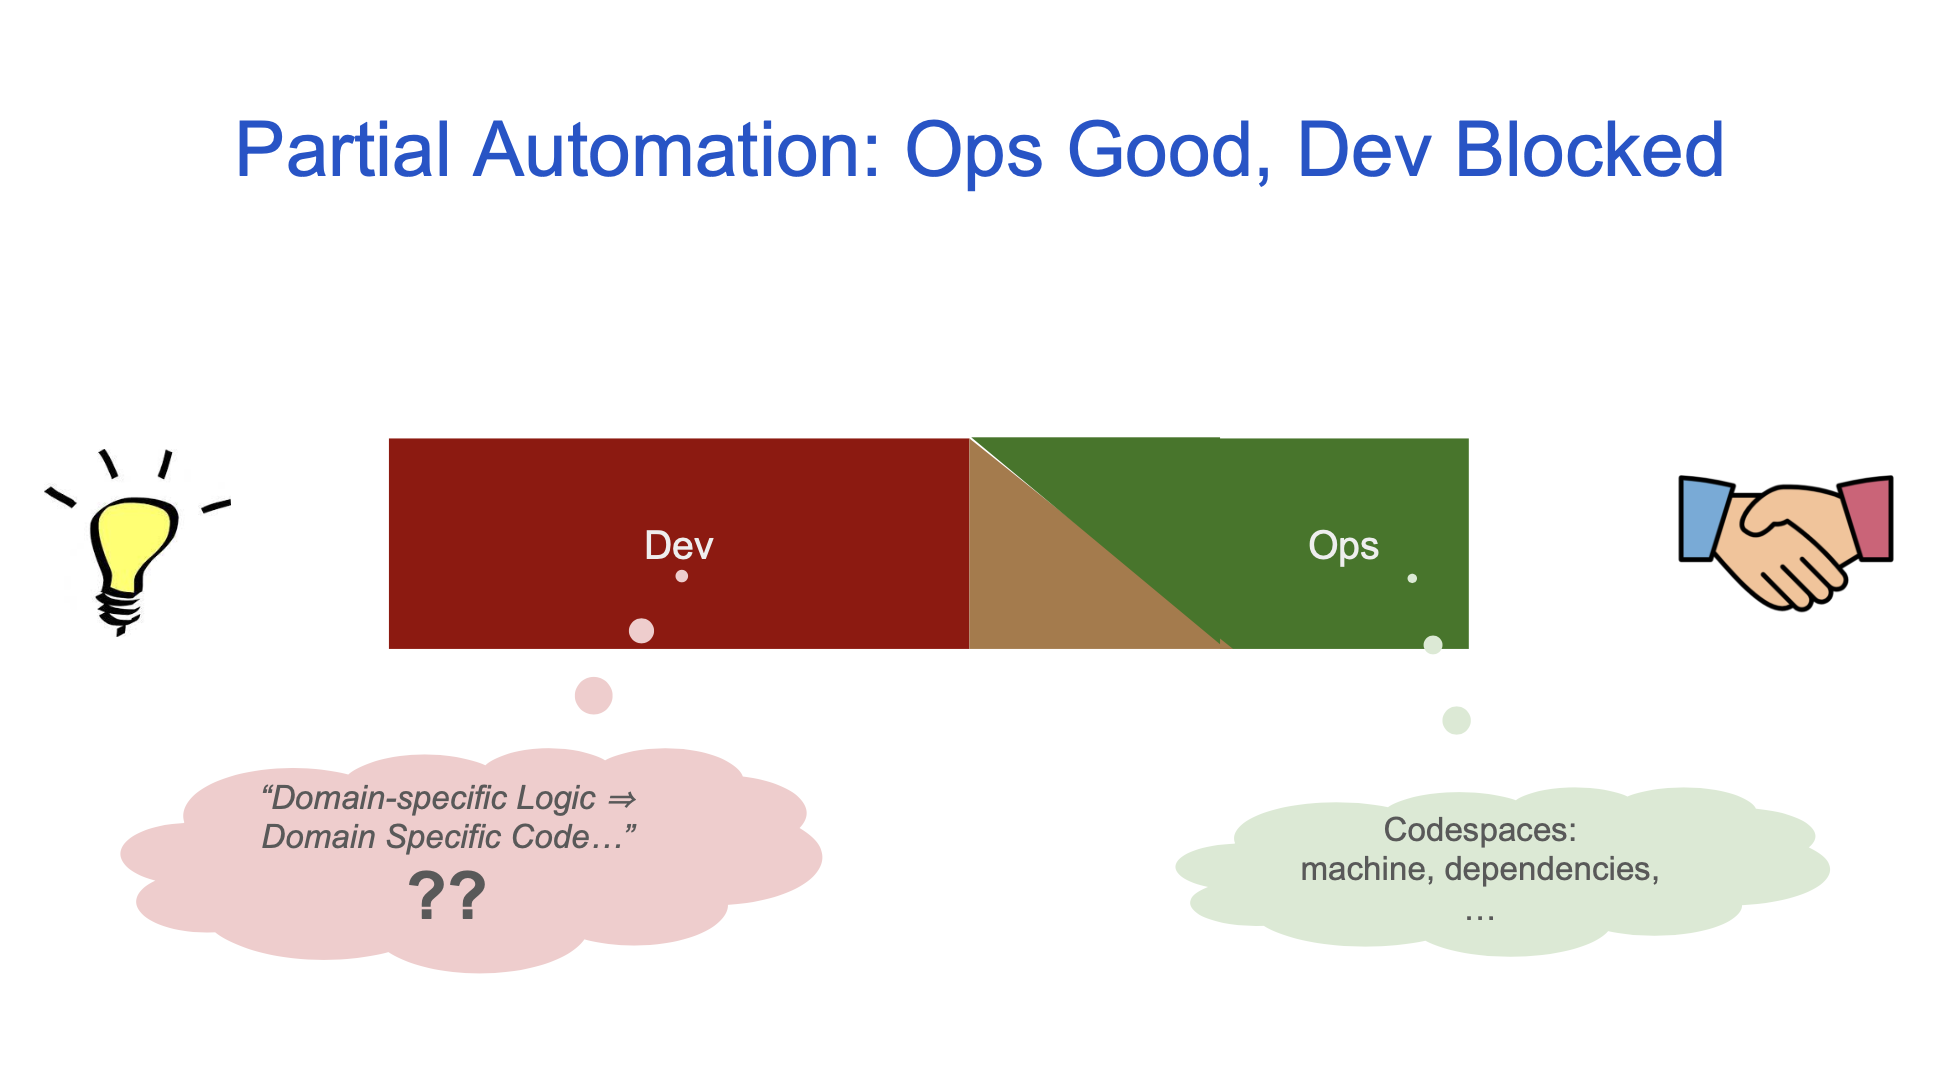 Partial Automation: Ops Good, Dev Blocked
Dev
Ops
“Domain-specific Logic ⇒
Domain Specific Code…”
??
Codespaces:
machine, dependencies,
…